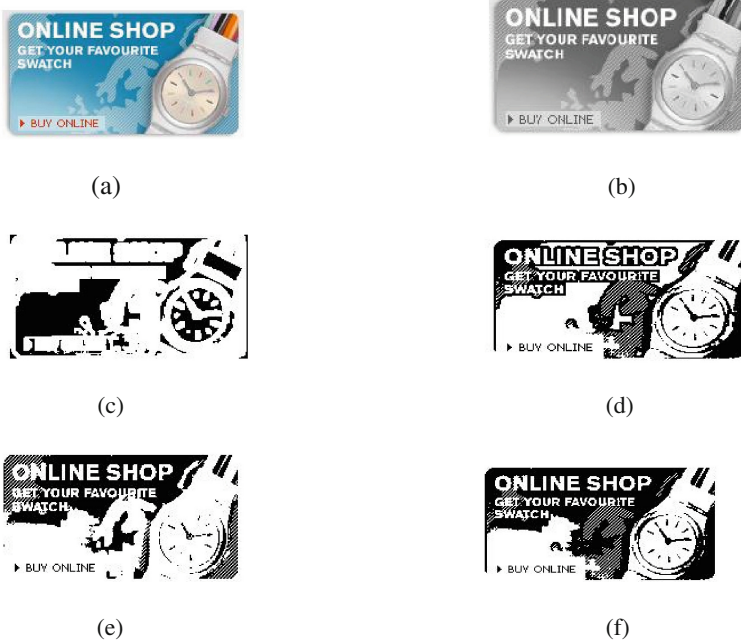 ONLINE SHOP
GET YOUR FAVOURITE
SWATCH
BUY ONLINE
(a)
ONLINE SHOP
GET YOUR FAVOURITE
SWATCH
BUY ONLINE
(b)
(c)
ONLINE SHOP
GET YOUR FAVOURITE
SWATCH
BUY ONLINE
(d)
ONLINE SHOP
GET YOUR FAVOURITE
SWATCH
BUY ONLINE
(e)
ONLINE SHOP
GET YOUR FAVOURITE
SWATCH
BUY ONLINE
(f)